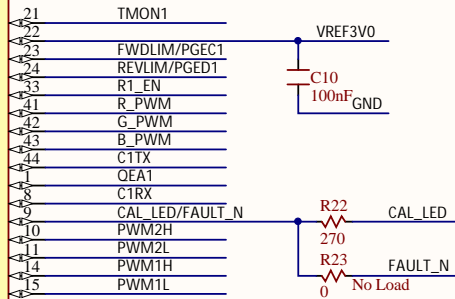 21 TMON1
22 VREF3V0
23 FWDLIM/PGEC1
24 REVLIM/PGED1
C10
33 R1_EN
100nF
GND
41 R_PWM
42 G_PWM
43 B_PWM
44 C1TX
1 QEA1
8 C1RX
R22
9 CAL_LED/FAULT_N
CAL_LED
270
10 PWM2H
11 PWM2L
R23
14 PWM1H
FAULT_N
0
No Load
15 PWM1L